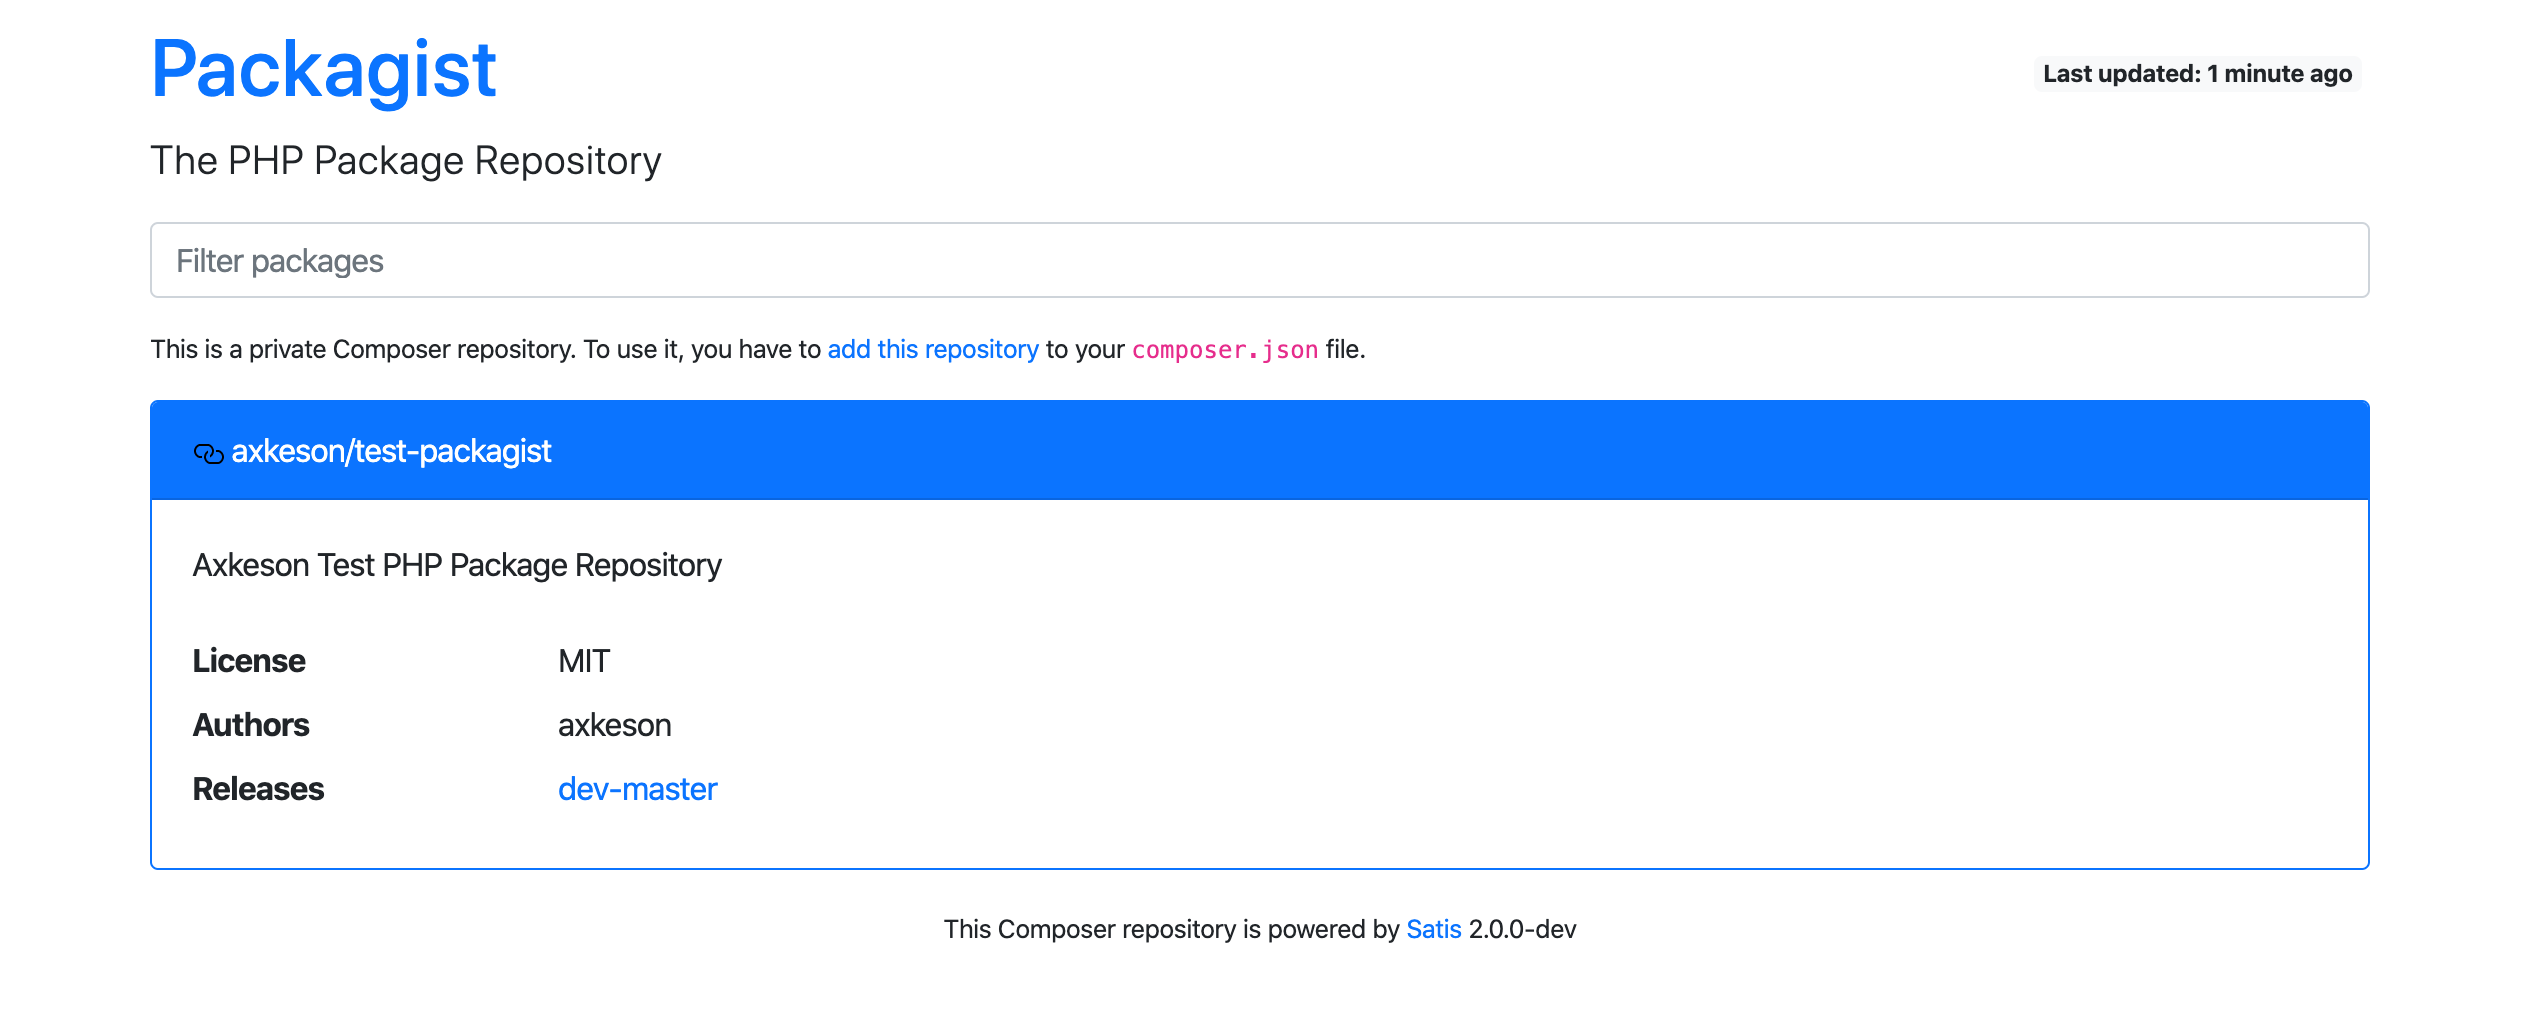 Packagist
Last updated: 1 minute ago
The PHP Package Repository
Filter packages
This is a private Composer repository. To use it, you have to add this repository to your composer.json file.
axkeson/test-packagist
Axkeson Test PHP Package Repository
License MIT
Authors axkeson
Releases dev-master
This Composer repository is powered by Satis 2.0.0-dev